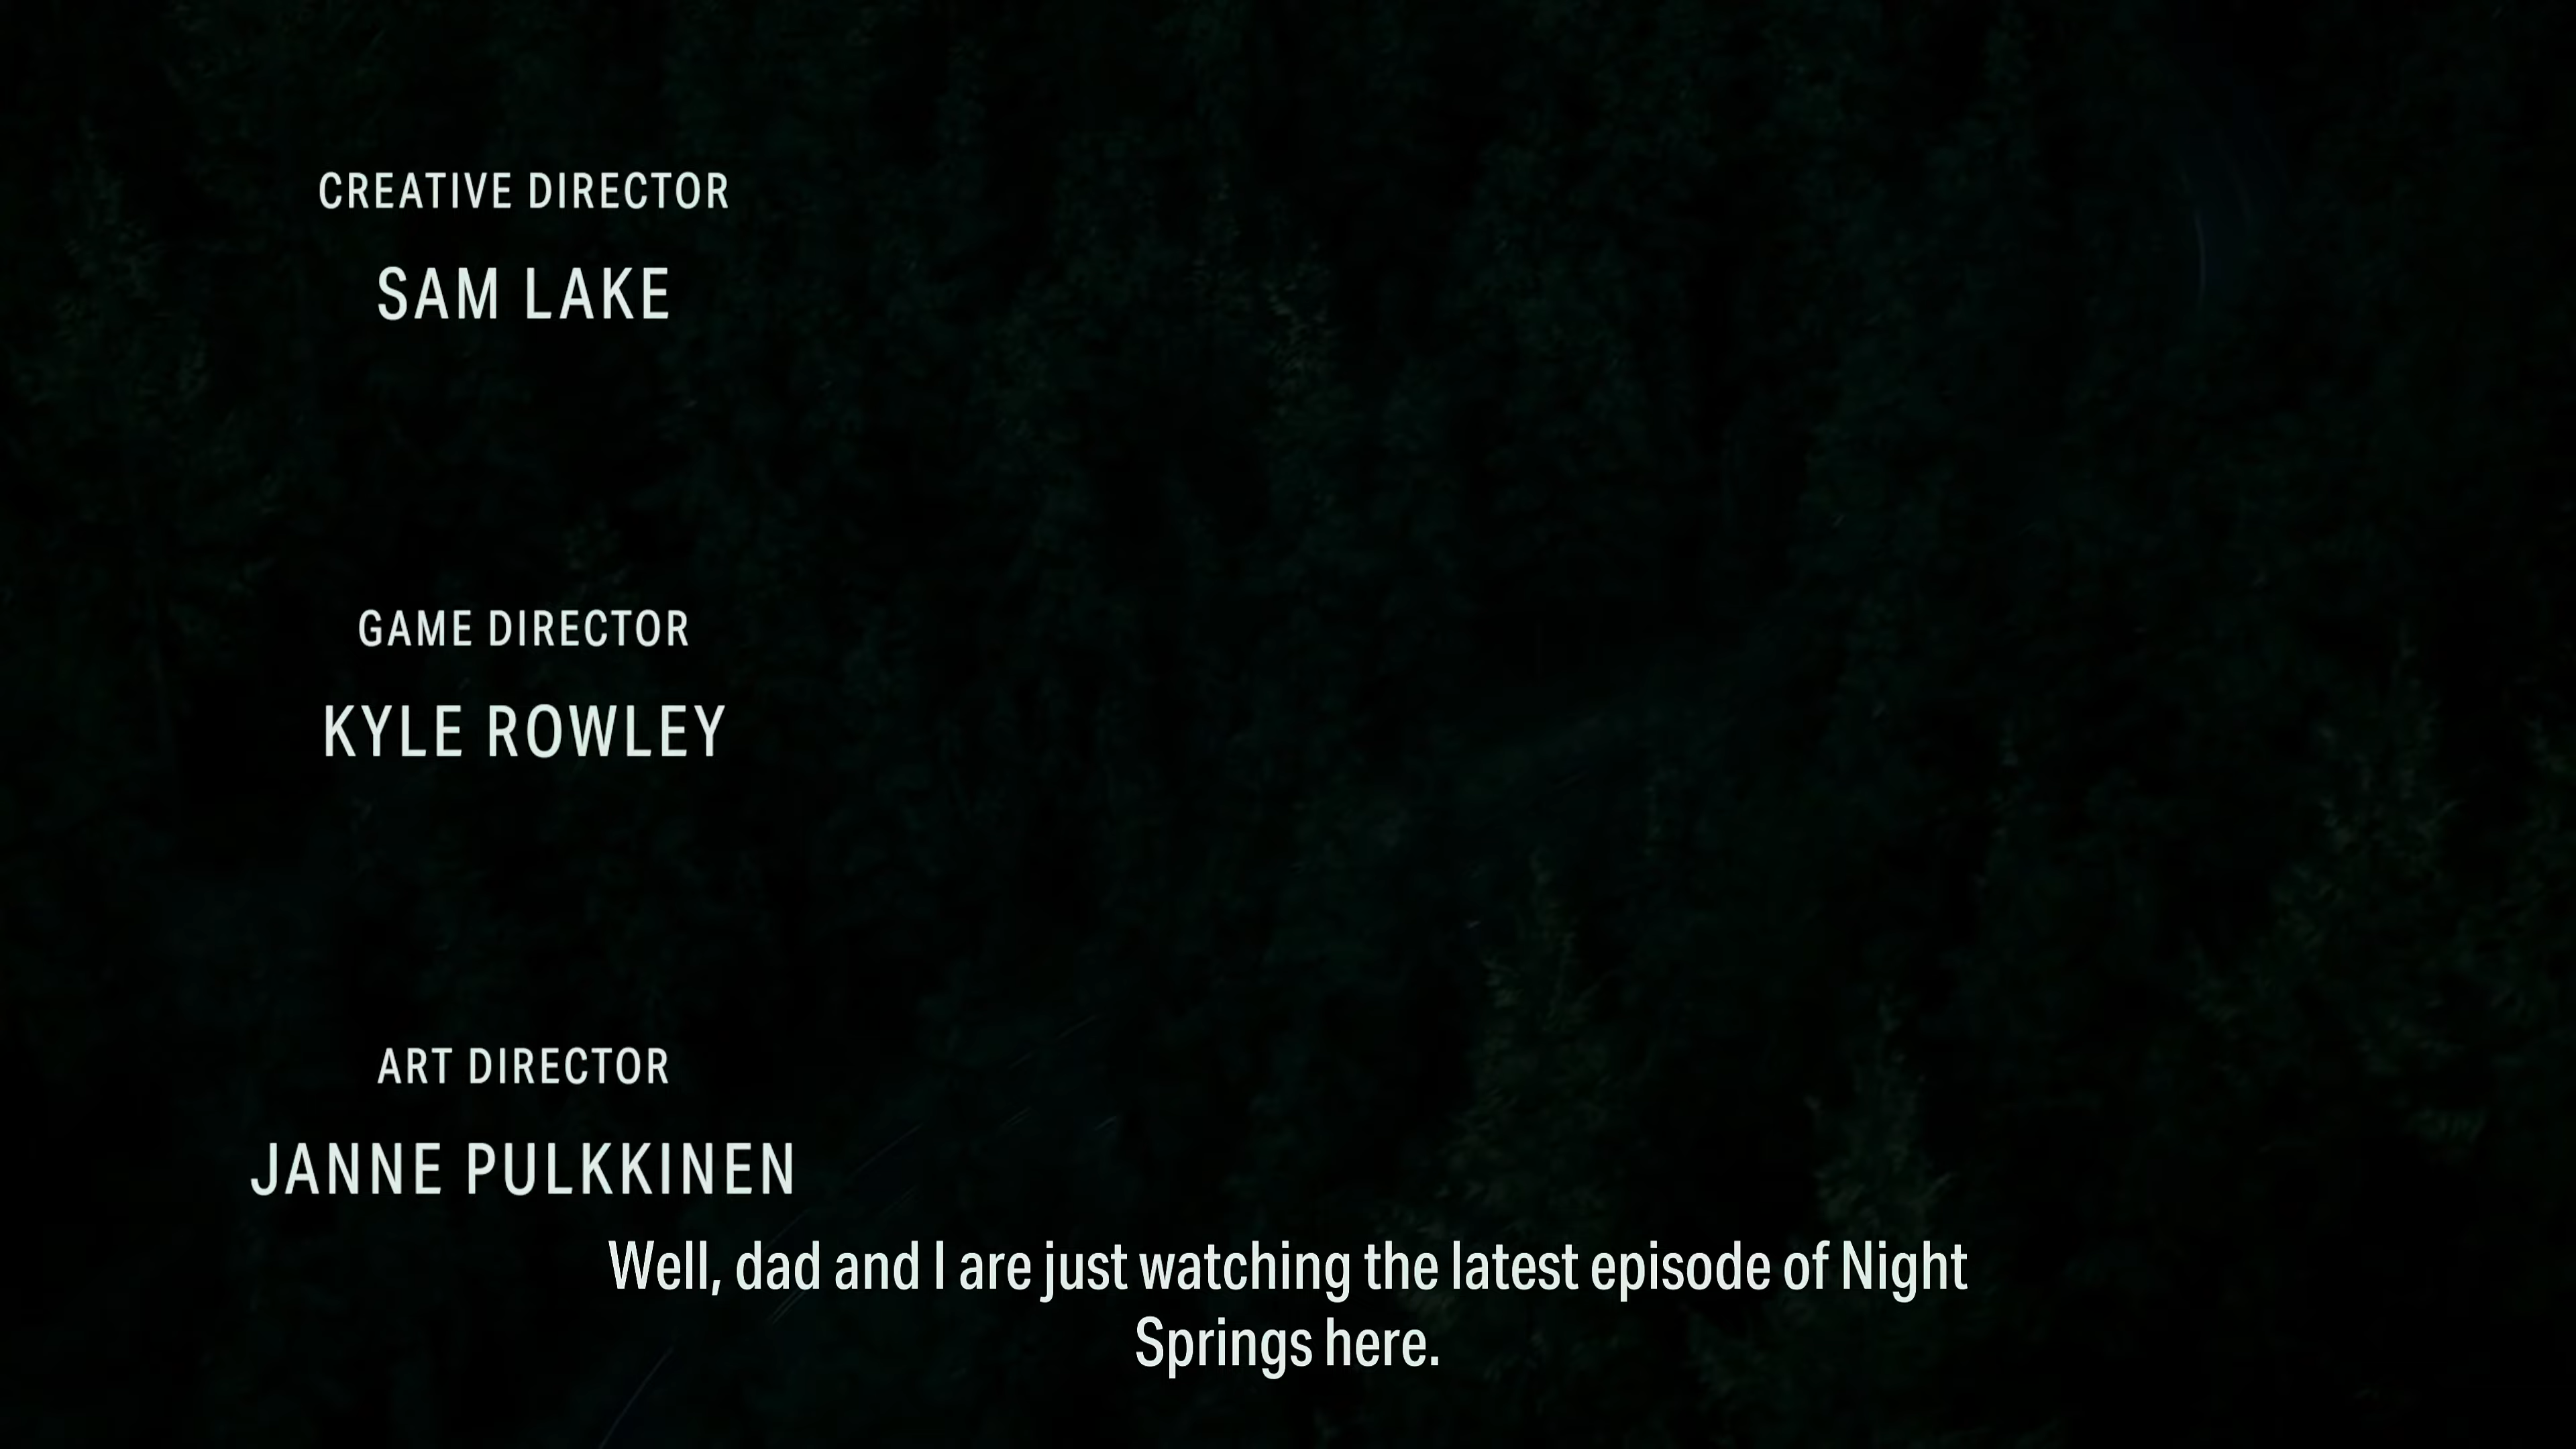 CREATIVE DIRECTOR
SAM LAKE
GAME DIRECTOR
KYLE ROWLEY
ART DIRECTOR
JANNE PULKKINEN
Well, dad and I are just watching the latest episode of Night
Springs here.